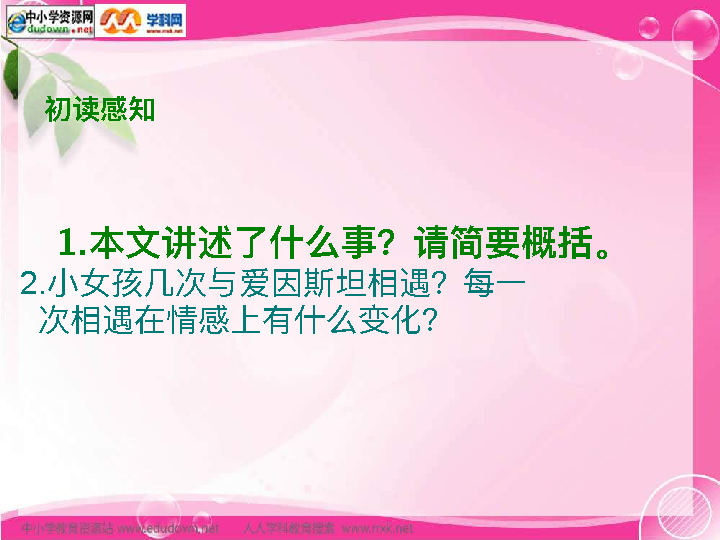 中小学资源网
dudown.net
学科网
www.nxk.net
初读感知
1.本文讲述了什么事？请简要概括。
2.小女孩几次与爱因斯坦相遇？每一
次相遇在情感上有什么变化？
中小学教育资源站 www.edudown.net 人人学科教育搜索 www.nxk.net